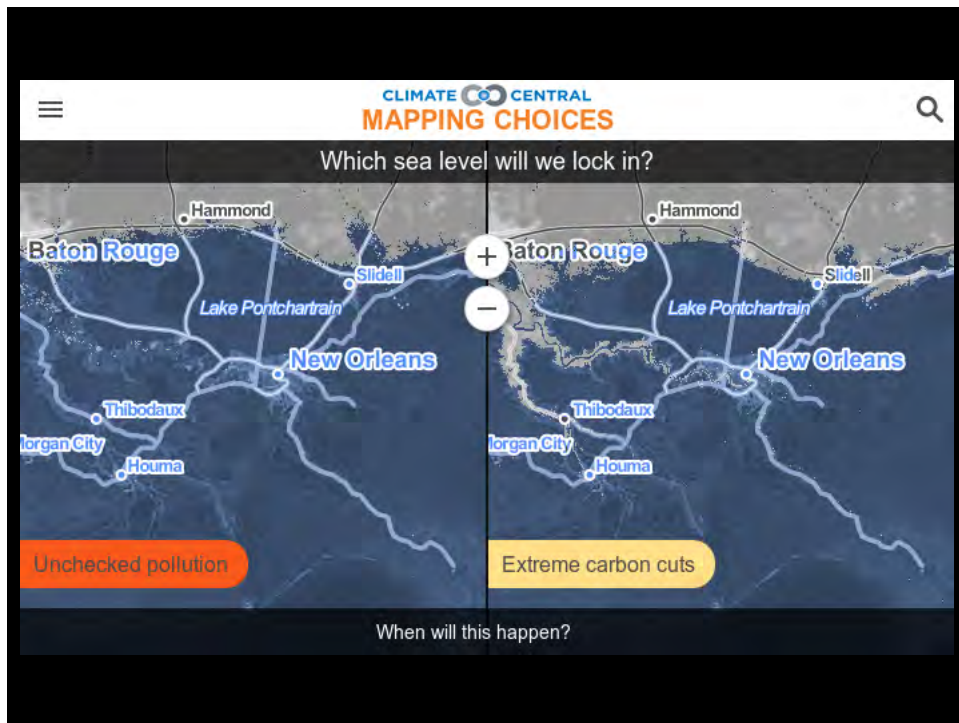 CLIMATE CENTRAL
MAPPING CHOICES
Which sea level will we lock in?
Hammond
Baton Rouge
Slidell
Lake Pontchartrain
New Orleans
Thibodaux
Morgan City
Houma
Unchecked pollution
+
−
Hammond
Baton Rouge
Slidell
Lake Pontchartrain
New Orleans
Thibodaux
Morgan City
Houma
Extreme carbon cuts
When will this happen?